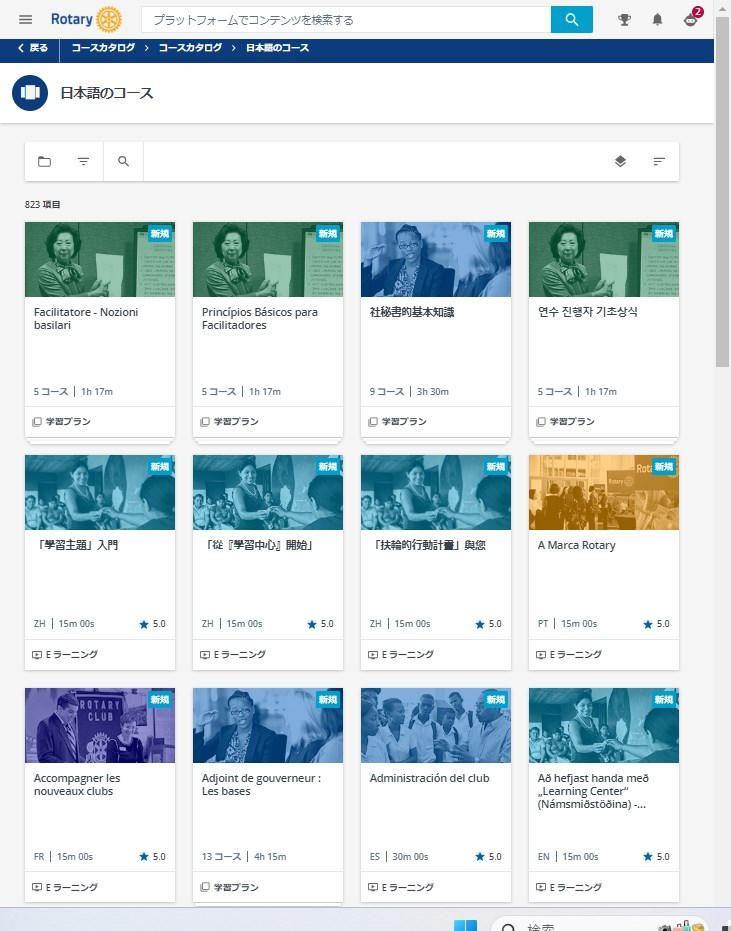 Rotary
プラットフォームでコンテンツを検索する
2
戻る
コースカタログ > コースカタログ > 日本語のコース
日本語のコース
823 項目
新規
新規
新規
新規
Facilitatore - Nozioni
basilari
Princípios Básicos para
Facilitadores
社秘書的基本知識
연수 진행자 기초상식
5 コース | 1h 17m
5 コース | 1h 17m
9 コース | 3h 30m
5 コース | 1h 17m
学習プラン
学習プラン
学習プラン
学習プラン
新規
新規
新規
Rotary
新規
「學習主題」入門
「從『學習中心』開始」
「扶輪的行動計畫」與您
A Marca Rotary
ZH | 15m 00s
5.0
ZH | 15m 00s
5.0
ZH | 15m 00s
5.0
PT | 15m 00s
5.0
E ラーニング
E ラーニング
E ラーニング
E ラーニング
ROTARY
CLUB
新規
新規
新規
新規
Accompagner les
nouveaux clubs
Adjoint de gouverneur :
Les bases
Administración del club
Að hefjast handa með
„Learning Center“
(Námsmiðstöðina) -...
FR | 15m 00s
5.0
13 コース | 4h 15m
ES | 30m 00s
5.0
EN | 15m 00s
5.0
E ラーニング
学習プラン
E ラーニング
E ラーニング
検索